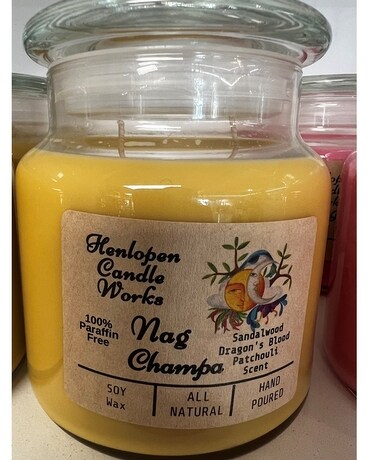 Henlopen
Candle
Works
100%
Paraffin
Free
Nag
Champa
Sandalwood
Dragon's Blood
Patchouli
Scent
SOY
Wax
ALL
NATURAL
HAND
POURED